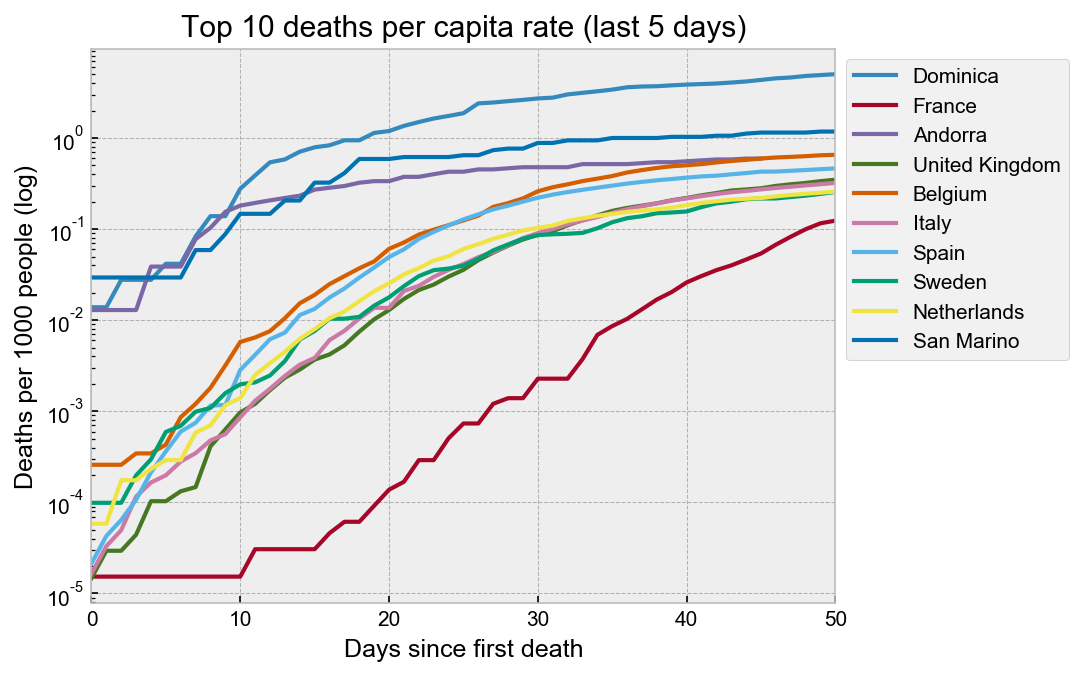 Top 10 deaths per capita rate (last 5 days)
Deaths per 1000 people (log)
10^0
10^-1
10^-2
10^-3
10^-4
10^-5
0 10 20 30 40 50
Days since first death
Dominica
France
Andorra
United Kingdom
Belgium
Italy
Spain
Sweden
Netherlands
San Marino